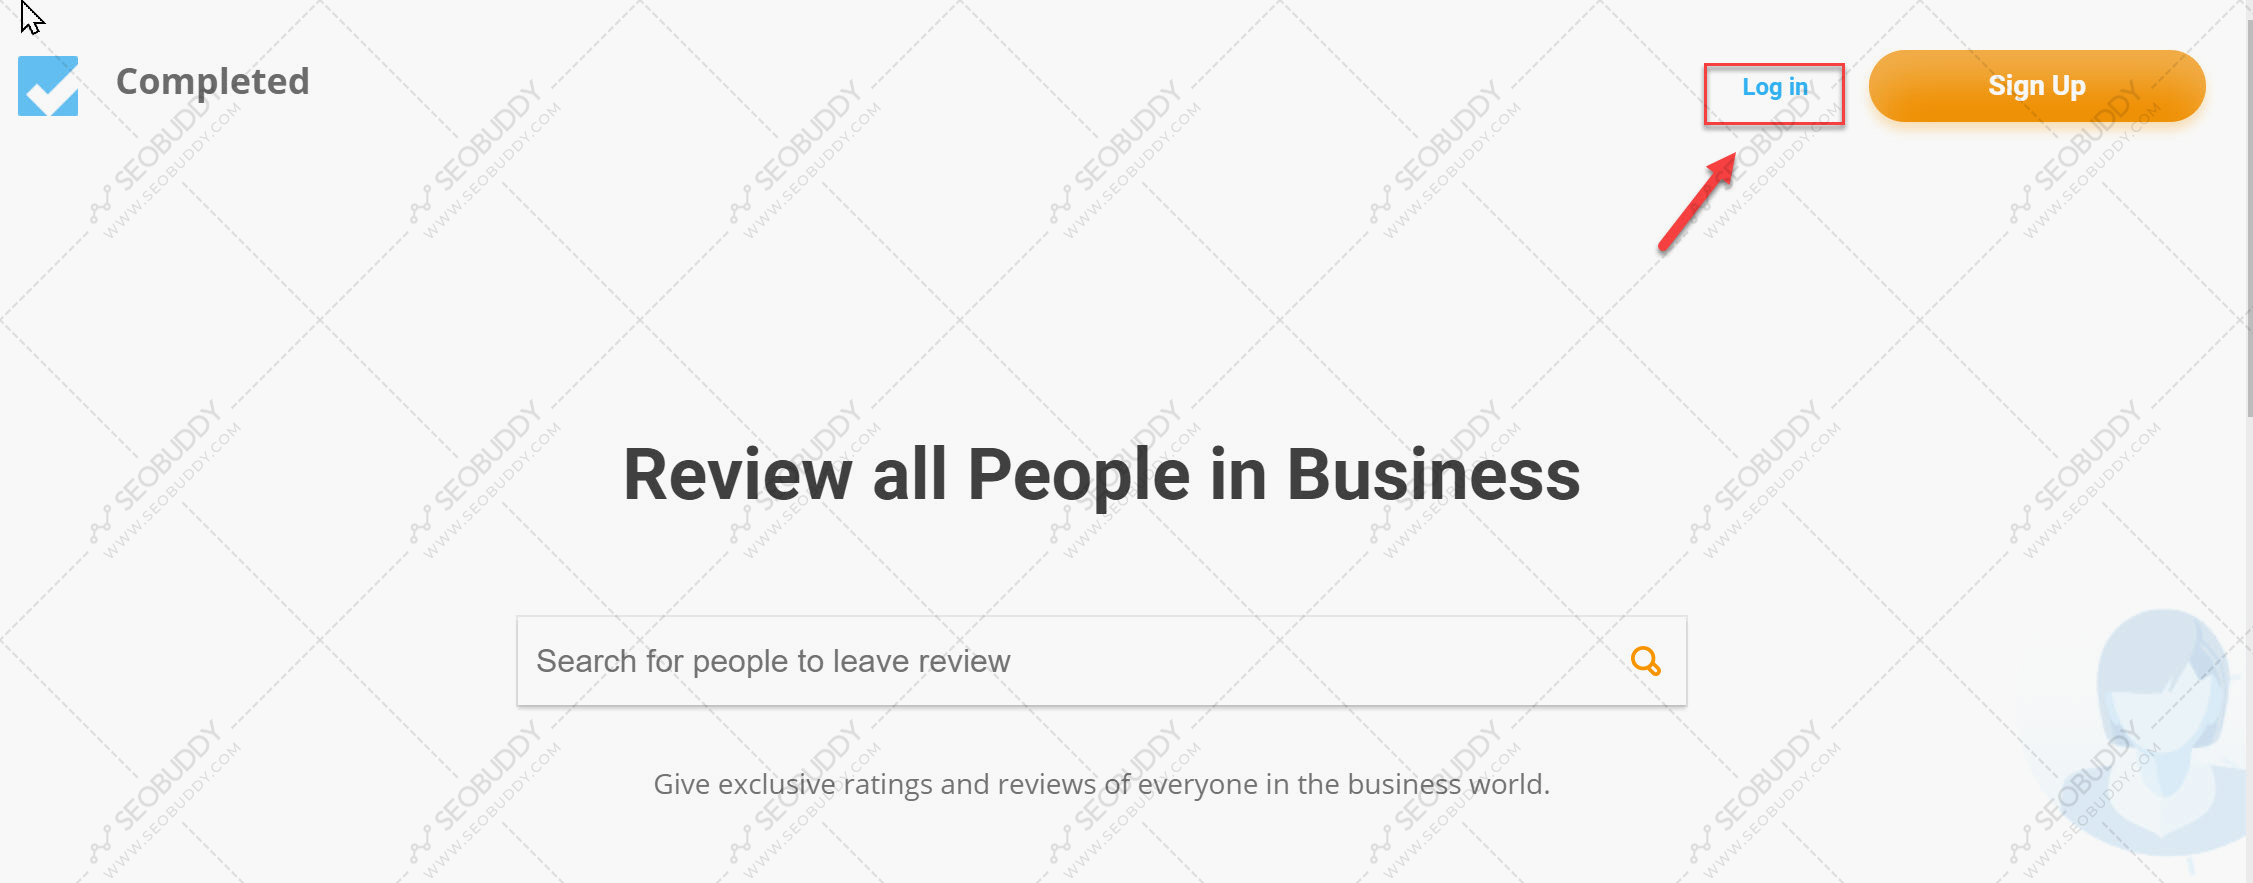 Completed
Log in
Sign Up
Review all People in Business
Search for people to leave review
Give exclusive ratings and reviews of everyone in the business world.
SEOBUDDY
WWW.SEOBUDDY.COM